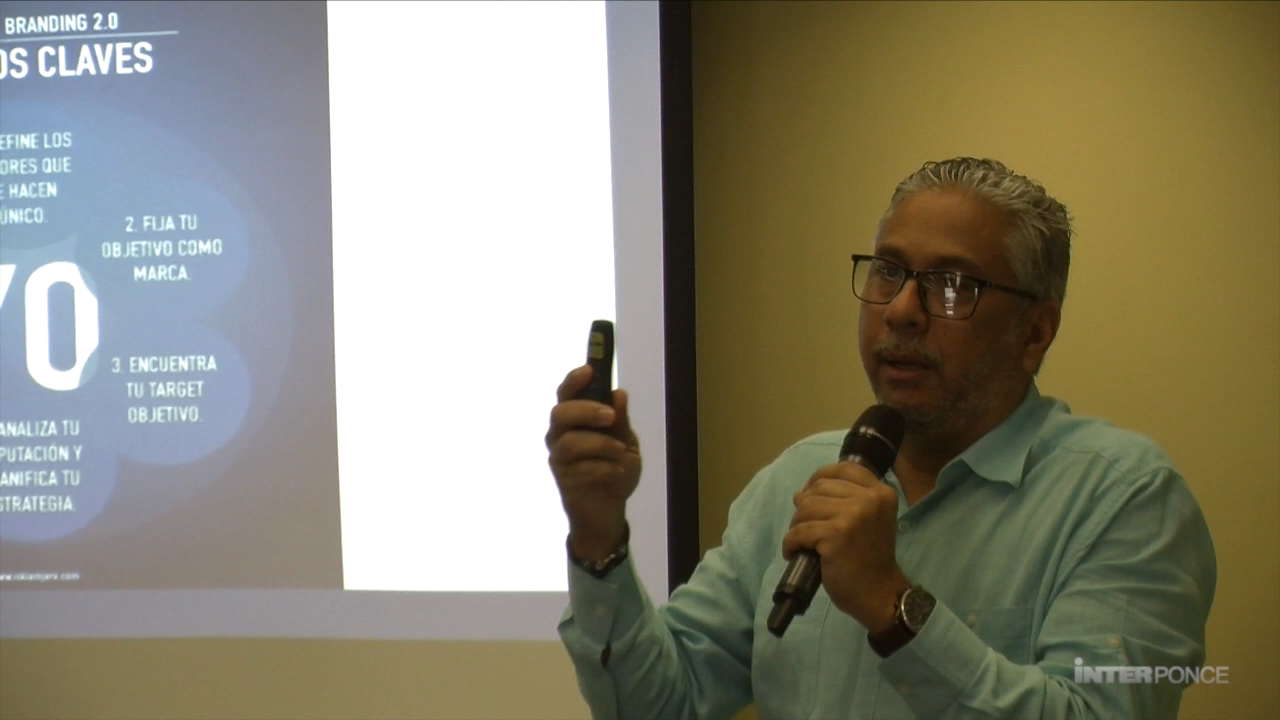 BRANDING 2.0
OS CLAVES
EFINE LOS
ORES QUE
E HACEN
ÚNICO.
2. FIJA TU
OBJETIVO COMO
MARCA.
YO
3. ENCUENTRA
TU TARGET
OBJETIVO.
ANALIZA TU
PUTACIÓN Y
ANIFICA TU
STRATEGIA.
INTERPONCE